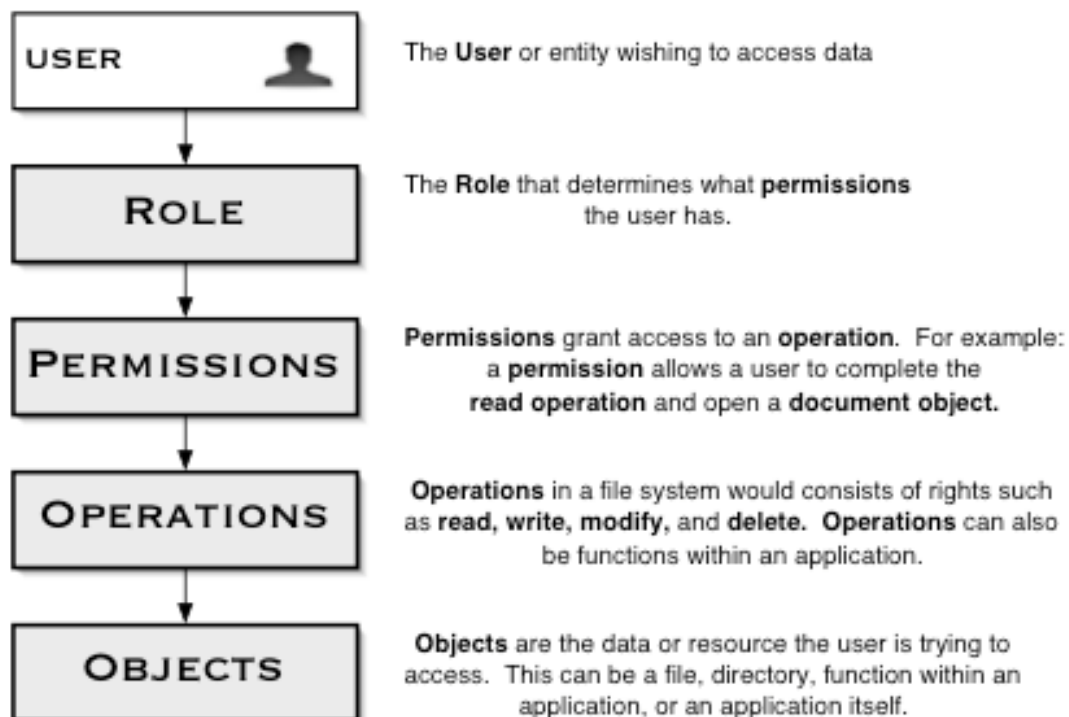 USER
The User or entity wishing to access data
ROLE
The Role that determines what permissions
the user has.
PERMISSIONS
Permissions grant access to an operation.  For example:
a permission allows a user to complete the
read operation and open a document object.
OPERATIONS
Operations in a file system would consists of rights such
as read, write, modify, and delete.  Operations can also
be functions within an application.
OBJECTS
Objects are the data or resource the user is trying to
access.  This can be a file, directory, function within an
application, or an application itself.